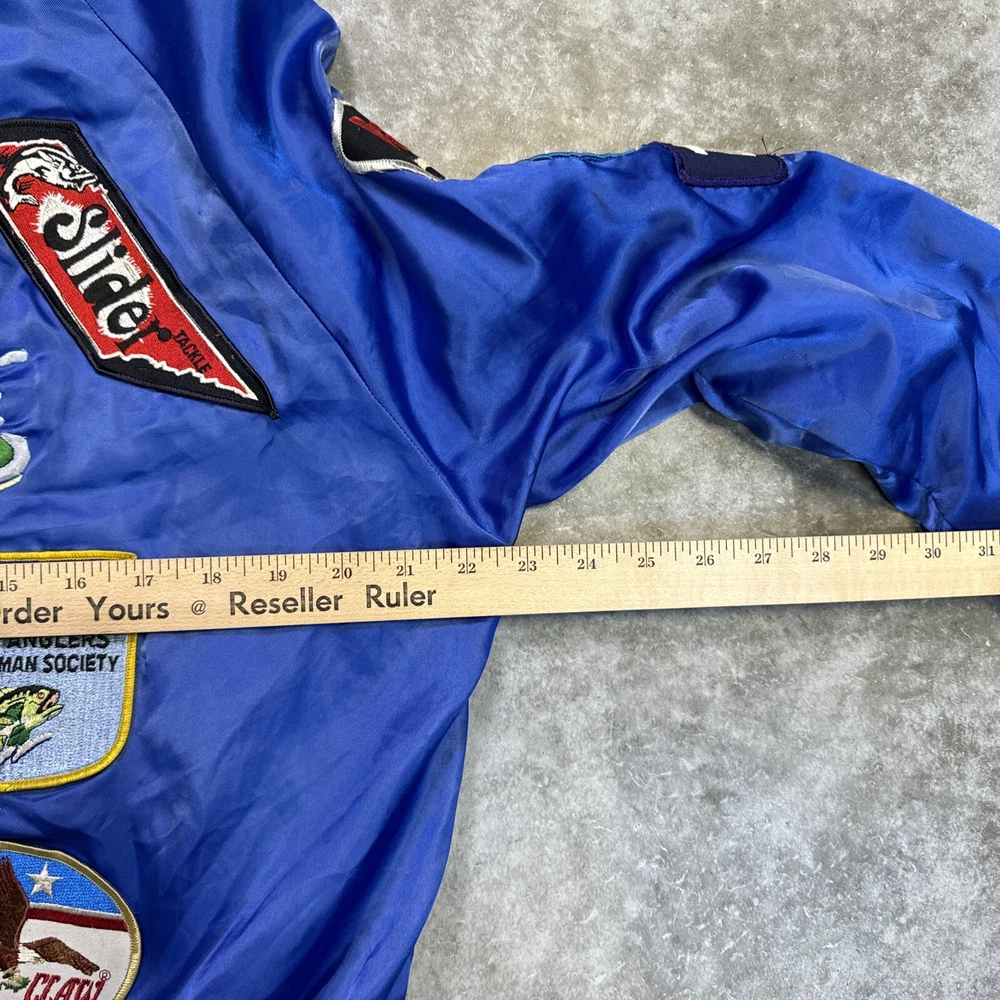 Slider
TACKLE
15 16 17 18 19 20 21 22 23 24 25 26 27 28 29 30 31
Yours @ Reseller Ruler
ANGLERS
MAN SOCIETY
CLAW®